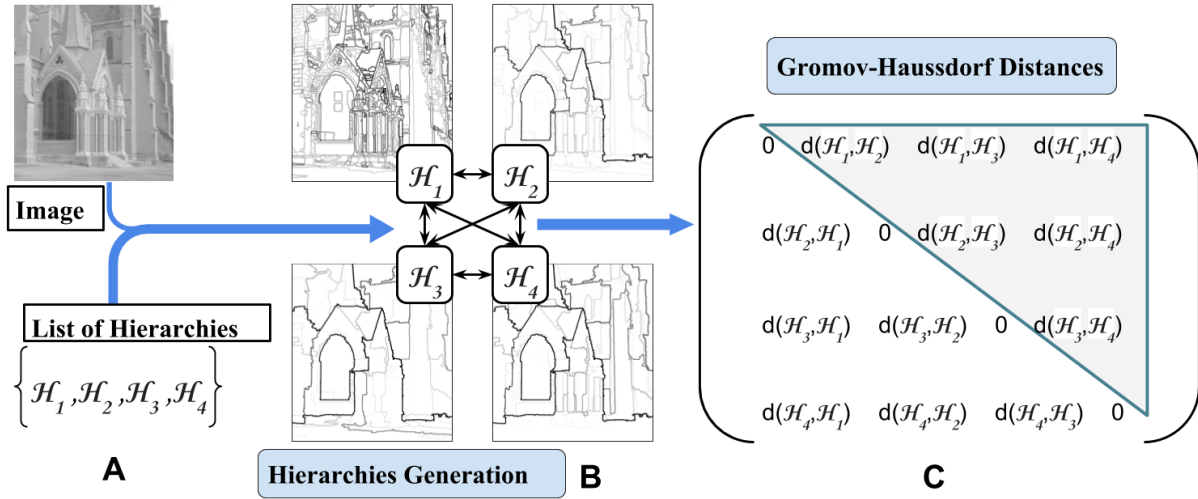 Image
List of Hierarchies
{ℋ1 ,ℋ2 ,ℋ3 ,ℋ4}
A
ℋ1 ℋ2
ℋ3 ℋ4
Hierarchies Generation
B
Gromov-Haussdorf Distances
0 d(ℋ1,ℋ2) d(ℋ1,ℋ3) d(ℋ1,ℋ4)
d(ℋ2,ℋ1) 0 d(ℋ2,ℋ3) d(ℋ2,ℋ4)
d(ℋ3,ℋ1) d(ℋ3,ℋ2) 0 d(ℋ3,ℋ4)
d(ℋ4,ℋ1) d(ℋ4,ℋ2) d(ℋ4,ℋ3) 0
C